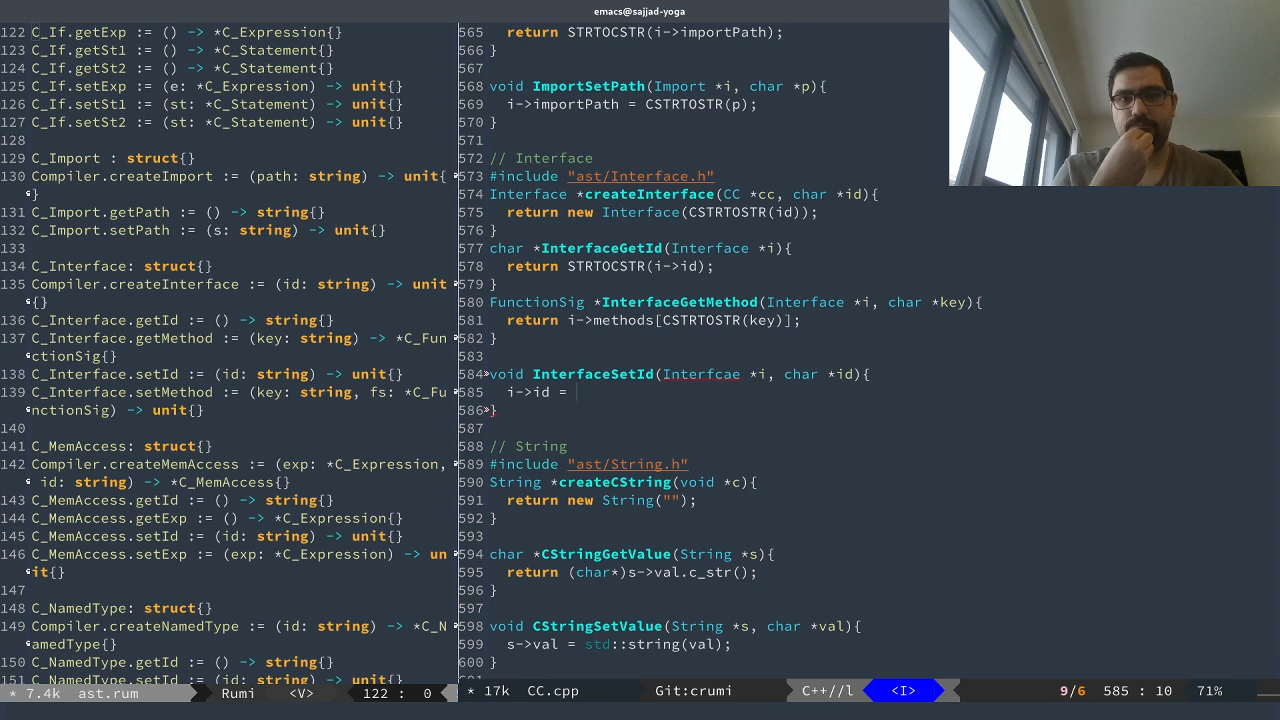 emacs@sajjad-yoga
122 C_If.getExp := () -> *C_Expression{}
123 C_If.getSt1 := () -> *C_Statement{}
124 C_If.getSt2 := () -> *C_Statement{}
125 C_If.setExp := (e: *C_Expression) -> unit{}
126 C_If.setSt1 := (st: *C_Statement) -> unit{}
127 C_If.setSt2 := (st: *C_Statement) -> unit{}
128
129 C_Import : struct{}
130 Compiler.createImport := (path: string) -> unit{
}
131 C_Import.getPath := () -> string{}
132 C_Import.setPath := (s: string) -> unit{}
133
134 C_Interface: struct{}
135 Compiler.createInterface := (id: string) -> unit
{}
136 C_Interface.getId := () -> string{}
137 C_Interface.getMethod := (key: string) -> *C_Fun
ctionSig{}
138 C_Interface.setId := (id: string) -> unit{}
139 C_Interface.setMethod := (key: string, fs: *C_Fu
nctionSig) -> unit{}
140
141 C_MemAccess: struct{}
142 Compiler.createMemAccess := (exp: *C_Expression,
id: string) -> *C_MemAccess{}
143 C_MemAccess.getId := () -> string{}
144 C_MemAccess.getExp := () -> *C_Expression{}
145 C_MemAccess.setId := (id: string) -> unit{}
146 C_MemAccess.setExp := (exp: *C_Expression) -> un
it{}
147
148 C_NamedType: struct{}
149 Compiler.createNamedType := (id: string) -> *C_N
amedType{}
150 C_NamedType.getId := () -> string{}
151 C_NamedType.setId := (id: string) -> unit{}
* 7.4k ast.rum Rumi <V> 122 : 0
565 return STRTOCSTR(i->importPath);
566 }
567
568 void ImportSetPath(Import *i, char *p){
569 i->importPath = CSTRTOSTR(p);
570 }
571
572 // Interface
573 #include "ast/Interface.h"
574 Interface *createInterface(CC *cc, char *id){
575 return new Interface(CSTRTOSTR(id));
576 }
577 char *InterfaceGetId(Interface *i){
578 return STRTOCSTR(i->id);
579 }
580 FunctionSig *InterfaceGetMethod(Interface *i, char *key){
581 return i->methods[CSTRTOSTR(key)];
582 }
583
584»void InterfaceSetId(Interfcae *i, char *id){
585 i->id =
586»}
587
588 // String
589 #include "ast/String.h"
590 String *createCString(void *c){
591 return new String("");
592 }
593
594 char *CStringGetValue(String *s){
595 return (char*)s->val.c_str();
596 }
597
598 void CStringSetValue(String *s, char *val){
599 s->val = std::string(val);
600 }
* 17k CC.cpp Git:crumi C++//l <I> 9/6 585 : 10 71%